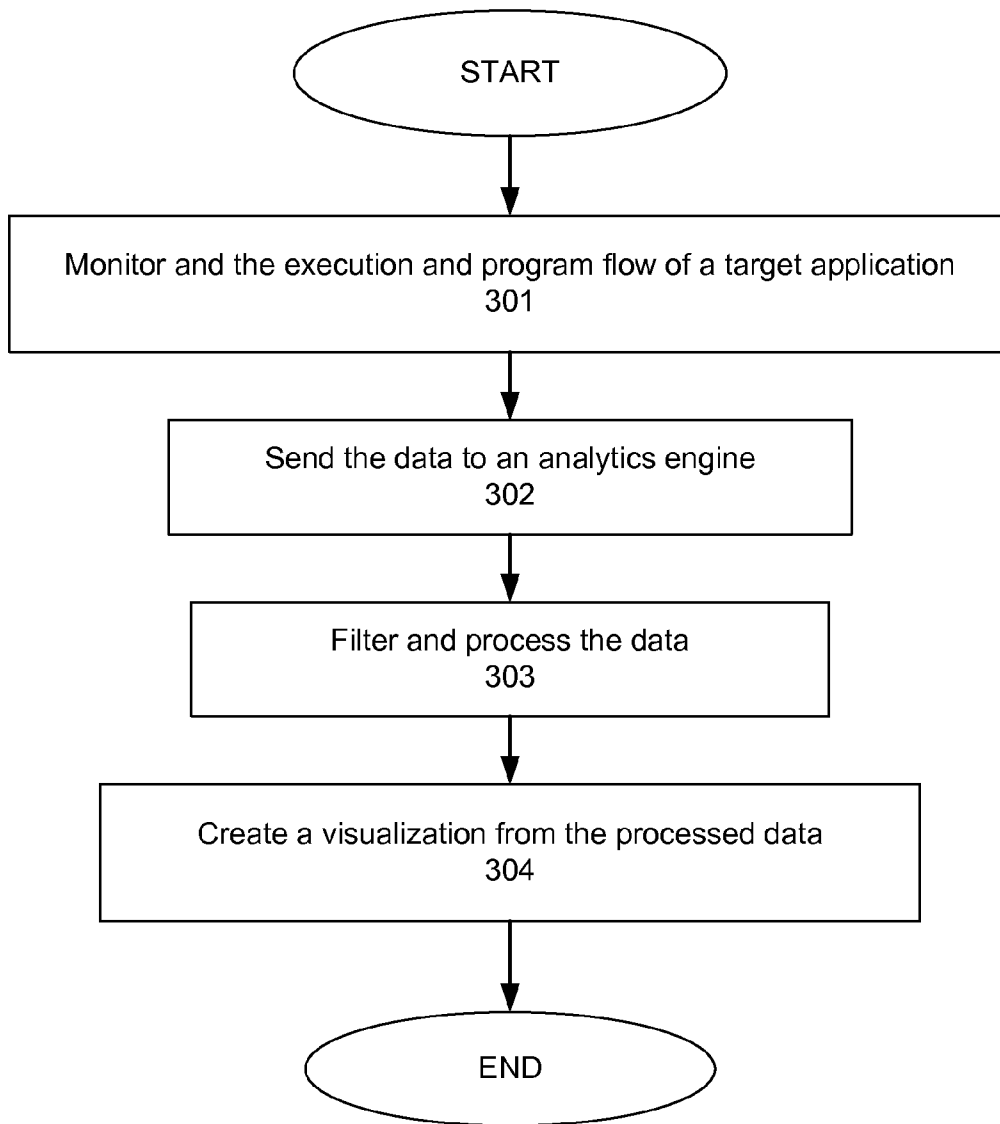 START
Monitor and the execution and program flow of a target application
301
Send the data to an analytics engine
302
Filter and process the data
303
Create a visualization from the processed data
304
END